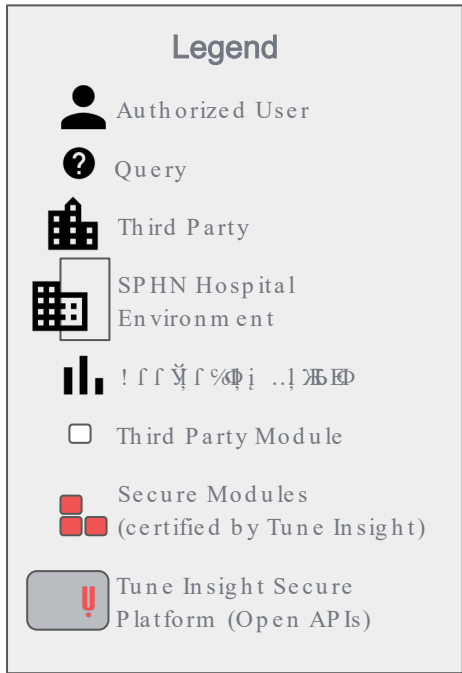 Legend
Authorized User
Query
Third Party
SPHN Hospital
Environment
Third Party Module
Secure Modules
(certified by Tune Insight)
Tune Insight Secure
Platform (Open APIs)